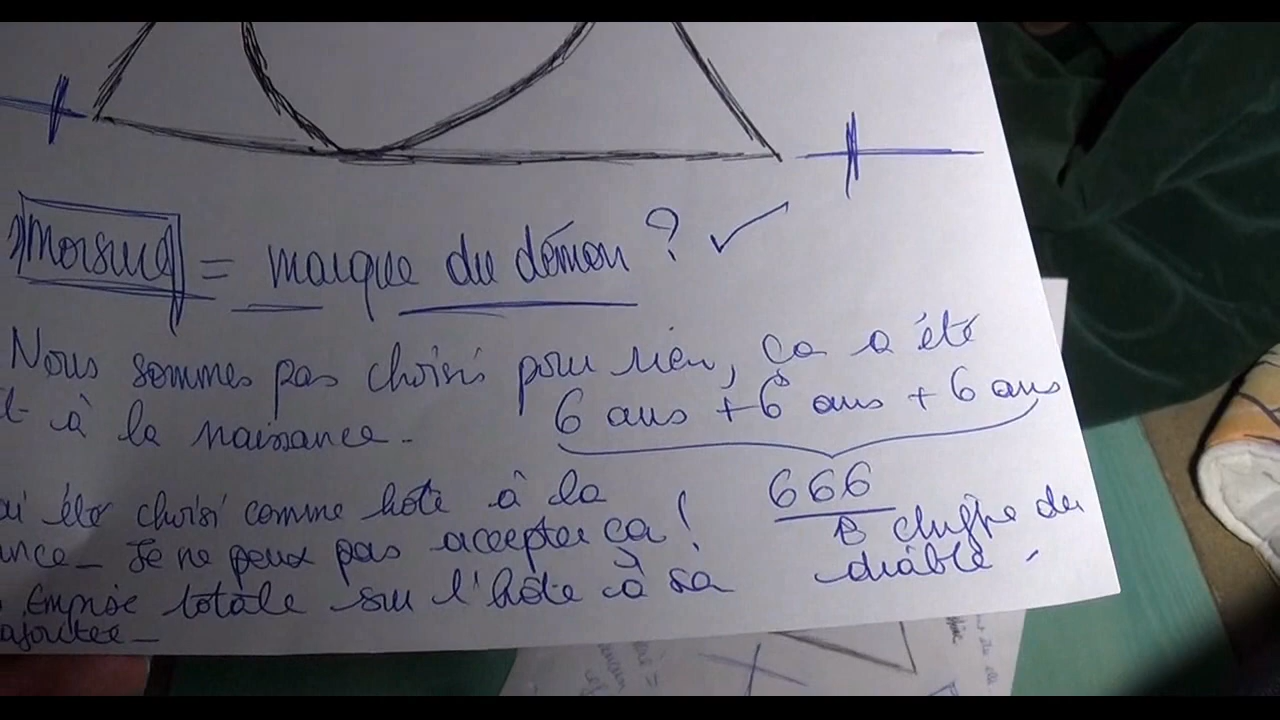 Morsure = marque du démon ? ✓
Nous sommes pas choisis pour rien, ça a été
à la naissance.
6 ans + 6 ans + 6 ans
666
chiffre du
diable.
été choisi comme hôte à la
Je ne peux pas accepter ça !
Emprise totale sur l'hôte à sa